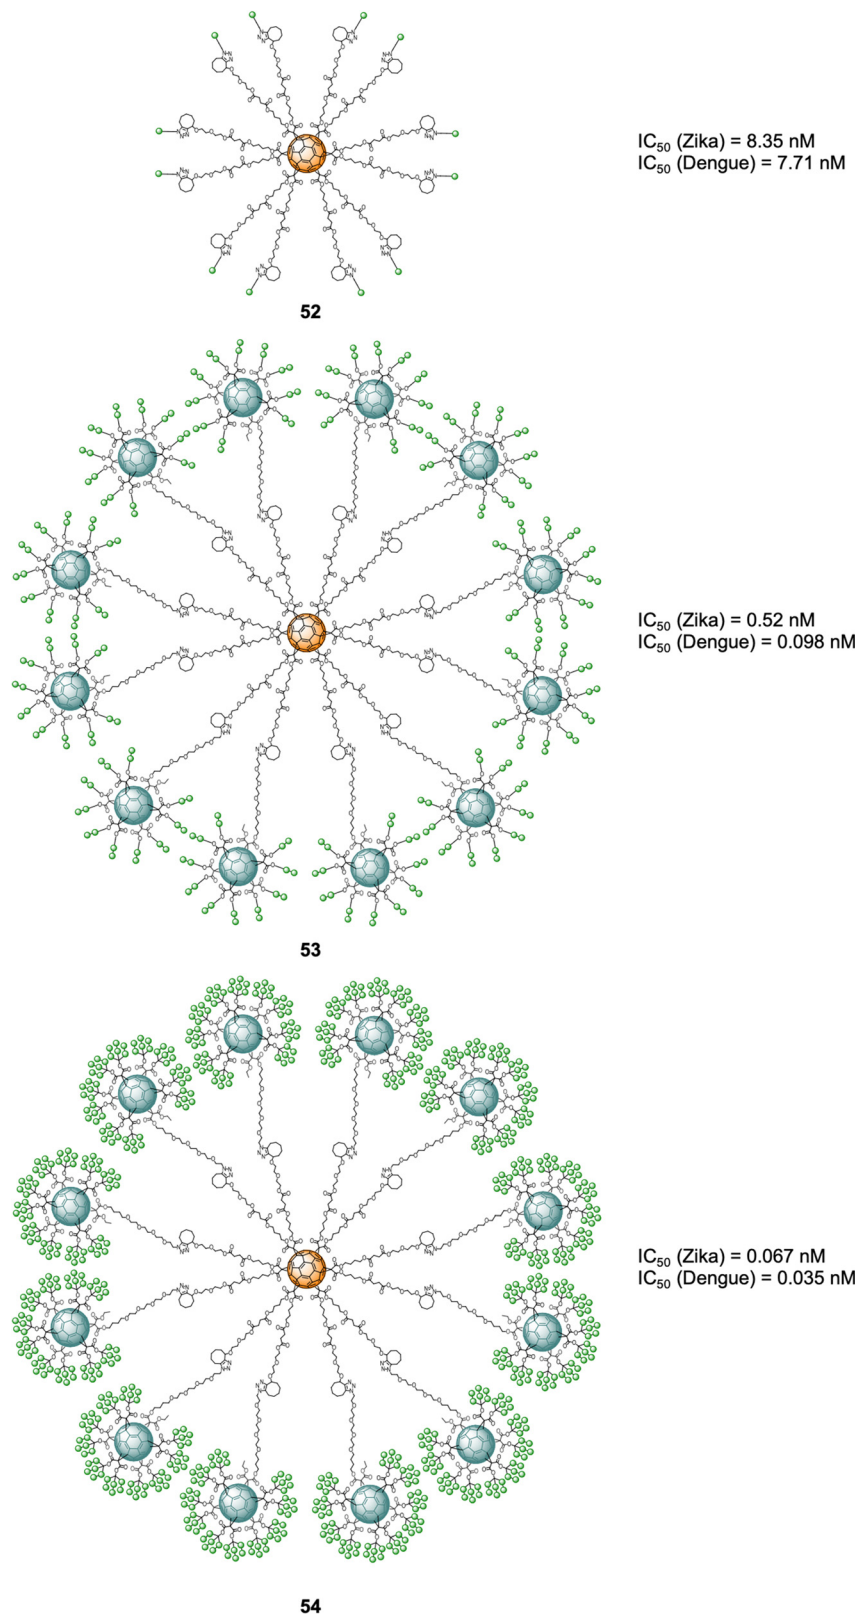 IC50 (Zika) = 8.35 nM
IC50 (Dengue) = 7.71 nM
52
IC50 (Zika) = 0.52 nM
IC50 (Dengue) = 0.098 nM
53
IC50 (Zika) = 0.067 nM
IC50 (Dengue) = 0.035 nM
54